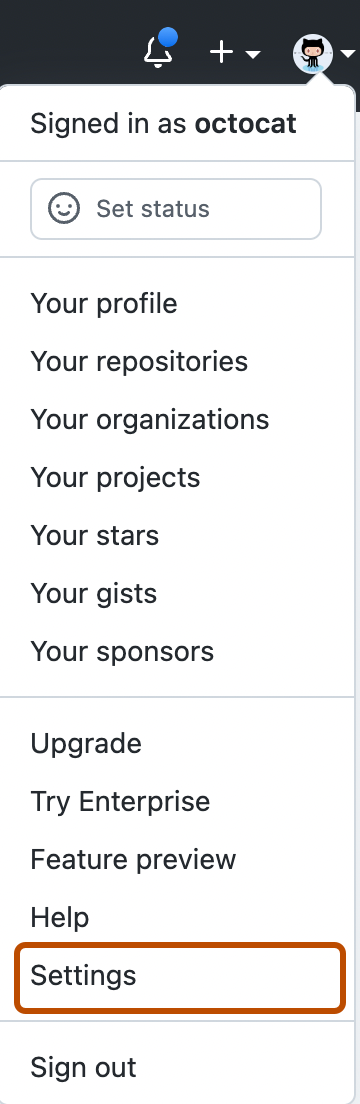 Signed in as octocat
Set status
Your profile
Your repositories
Your organizations
Your projects
Your stars
Your gists
Your sponsors
Upgrade
Try Enterprise
Feature preview
Help
Settings
Sign out